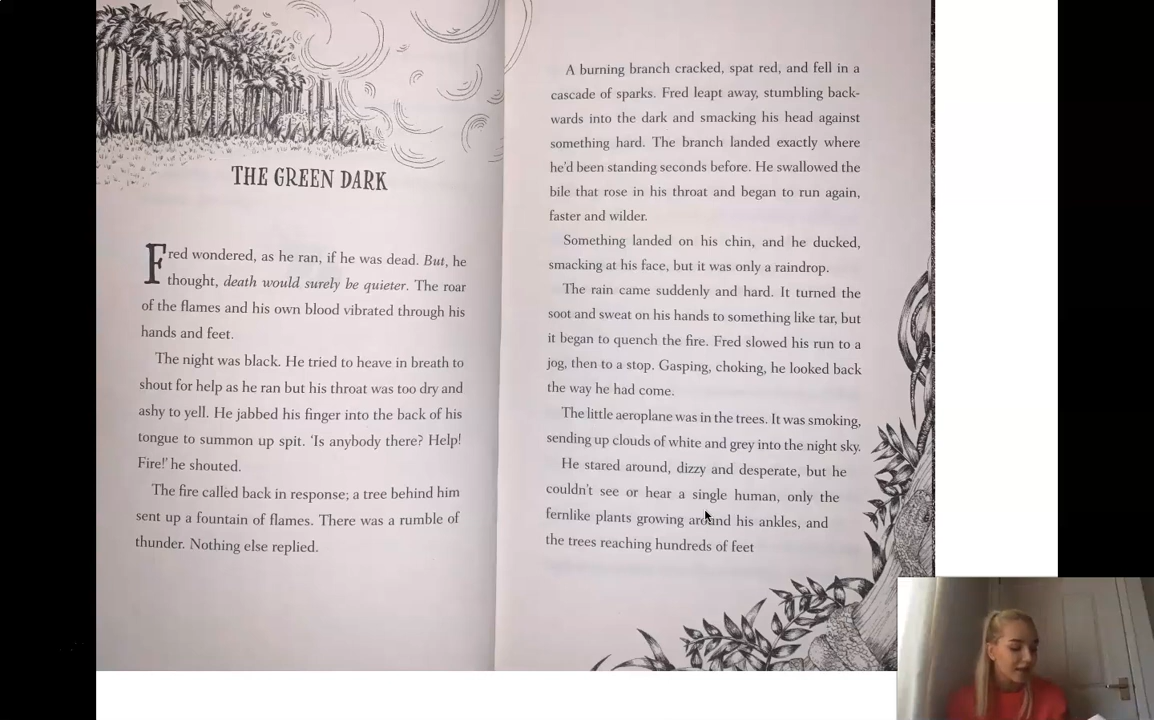 THE GREEN DARK
Fred wondered, as he ran, if he was dead. But, he
thought, death would surely be quieter. The roar
of the flames and his own blood vibrated through his
hands and feet.
The night was black. He tried to heave in breath to
shout for help as he ran but his throat was too dry and
ashy to yell. He jabbed his finger into the back of his
tongue to summon up spit. ‘Is anybody there? Help!
Fire!’ he shouted.
The fire called back in response; a tree behind him
sent up a fountain of flames. There was a rumble of
thunder. Nothing else replied.
A burning branch cracked, spat red, and fell in a
cascade of sparks. Fred leapt away, stumbling back-
wards into the dark and smacking his head against
something hard. The branch landed exactly where
he’d been standing seconds before. He swallowed the
bile that rose in his throat and began to run again,
faster and wilder.
Something landed on his chin, and he ducked,
smacking at his face, but it was only a raindrop.
The rain came suddenly and hard. It turned the
soot and sweat on his hands to something like tar, but
it began to quench the fire. Fred slowed his run to a
jog, then to a stop. Gasping, choking, he looked back
the way he had come.
The little aeroplane was in the trees. It was smoking,
sending up clouds of white and grey into the night sky.
He stared around, dizzy and desperate, but he
couldn’t see or hear a single human, only the
fernlike plants growing around his ankles, and
the trees reaching hundreds of feet